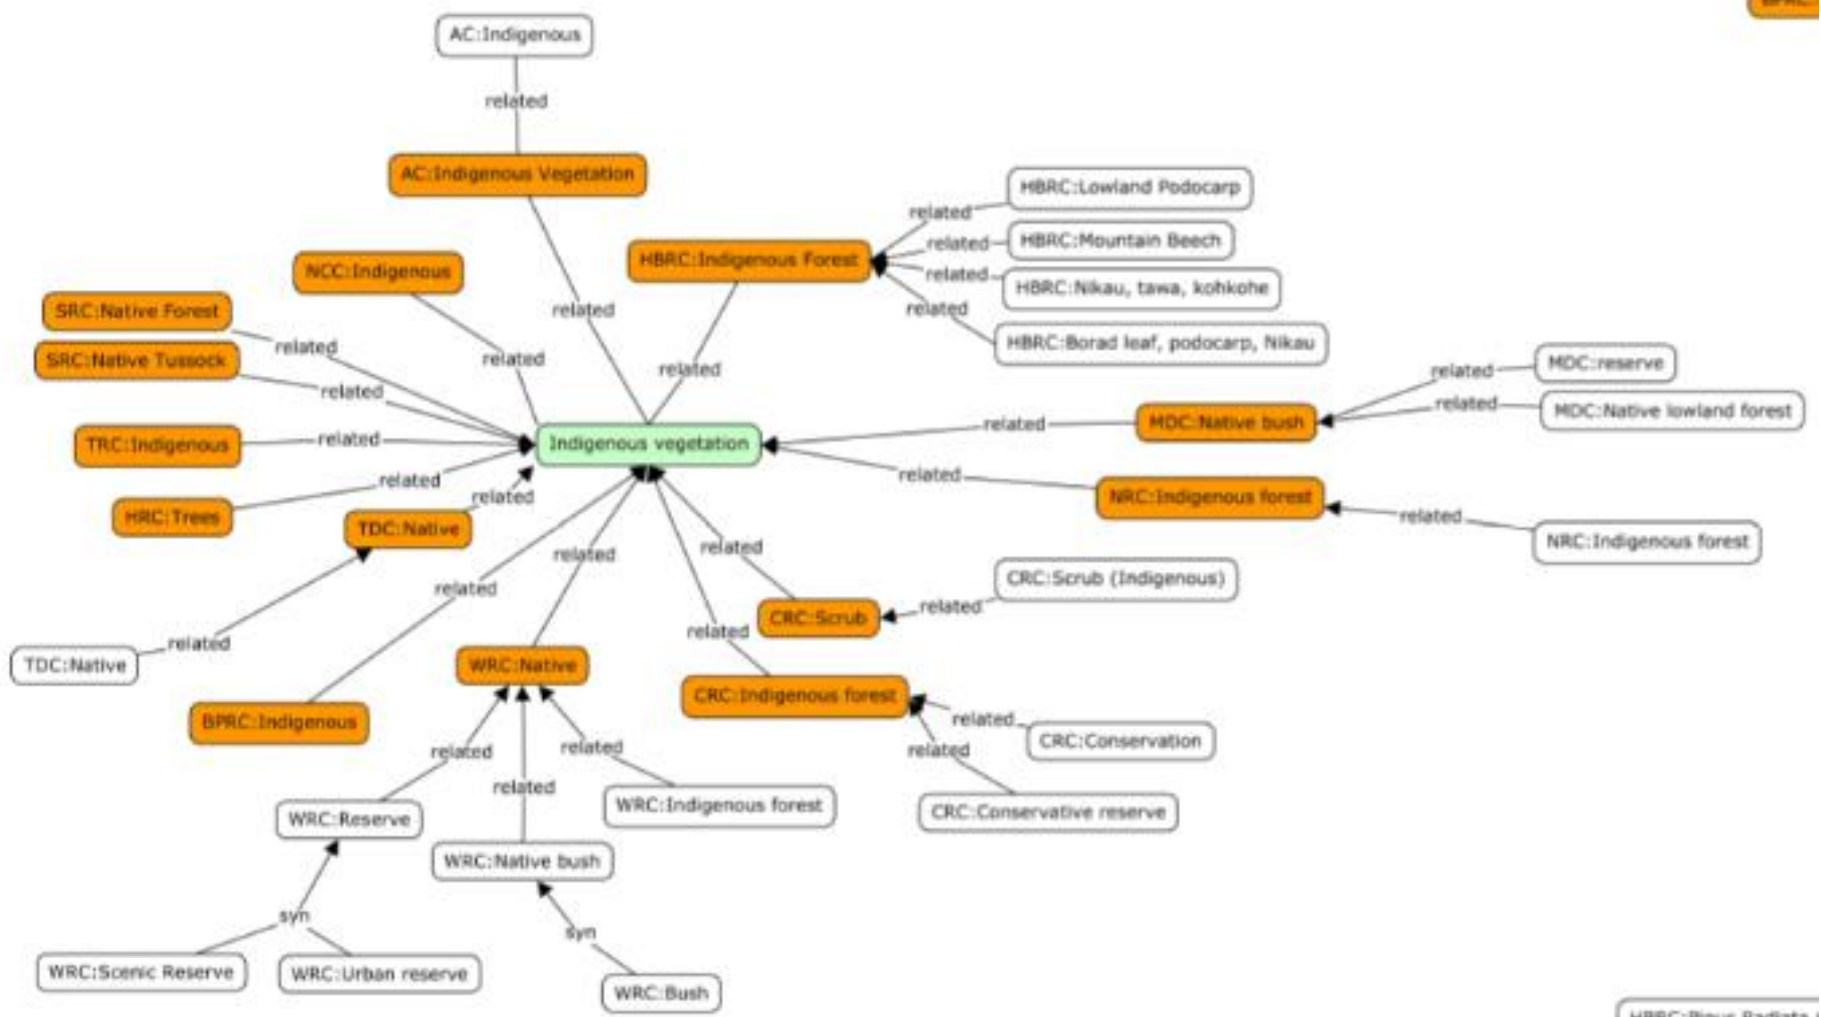 AC:Indigenous
related
AC:Indigenous Vegetation
HBRC:Lowland Podocarp
related
HBRC:Mountain Beech
related
HBRC:Indigenous Forest
NCC:Indigenous
related
HBRC:Nikau, tawa, kohkohe
related
related
SRC:Native Forest
related
HBRC:Borad leaf, podocarp, Nikau
related
SRC:Native Tussock
related
related
related
MDC:reserve
related
related
MDC:Native lowland forest
related
MDC:Native bush
related
TRC:Indigenous
related
Indigenous vegetation
related
related
NRC:Indigenous forest
related
HRC:Trees
related
TDC:Native
related
NRC:Indigenous forest
related
related
CRC:Scrub (Indigenous)
related
related
CRC:Scrub
related
related
TDC:Native
WRC:Native
CRC:Indigenous forest
BPRC:Indigenous
related
CRC:Conservation
related
related
related
related
WRC:Indigenous forest
CRC:Conservative reserve
WRC:Reserve
WRC:Native bush
syn
syn
WRC:Scenic Reserve
WRC:Urban reserve
WRC:Bush